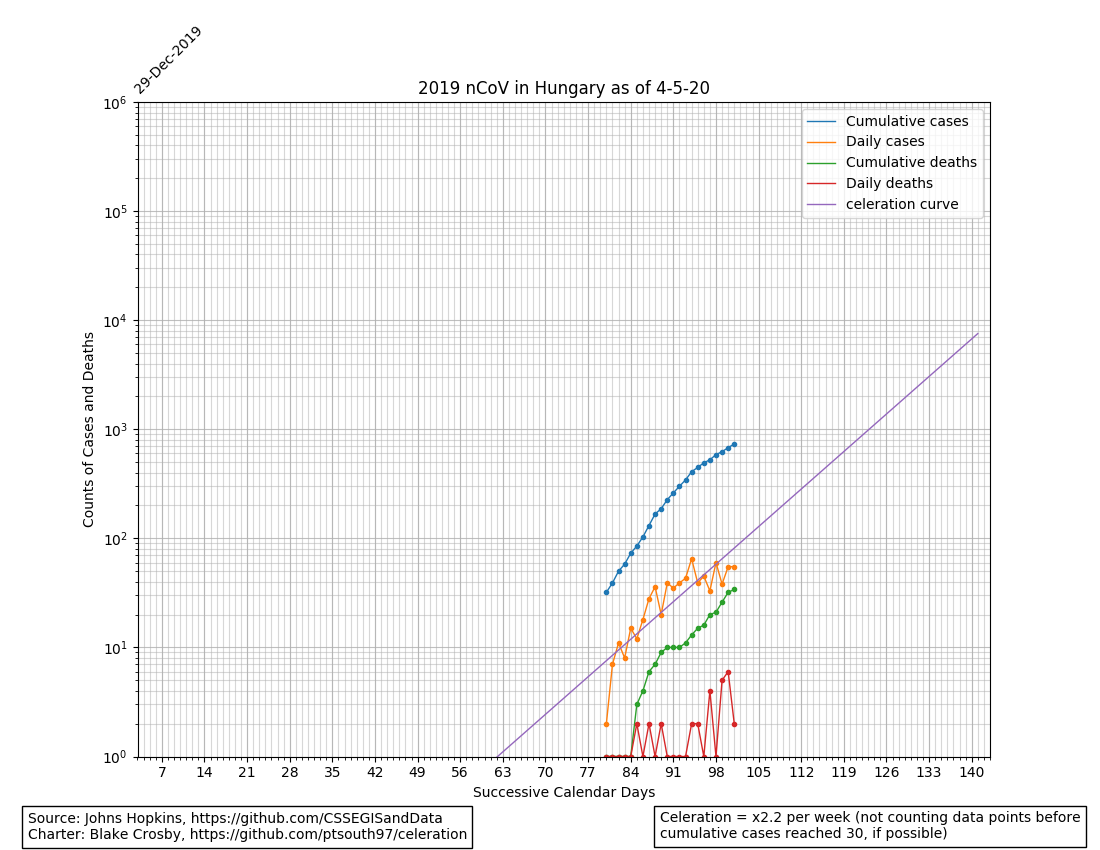 29-Dec-2019
2019 nCoV in Hungary as of 4-5-20
Cumulative cases
Daily cases
Cumulative deaths
Daily deaths
celeration curve
Counts of Cases and Deaths
10^6
10^5
10^4
10^3
10^2
10^1
10^0
7 14 21 28 35 42 49 56 63 70 77 84 91 98 105 112 119 126 133 140
Successive Calendar Days
Source: Johns Hopkins, https://github.com/CSSEGISandData
Charter: Blake Crosby, https://github.com/ptsouth97/celeration
Celeration = x2.2 per week (not counting data points before
cumulative cases reached 30, if possible)